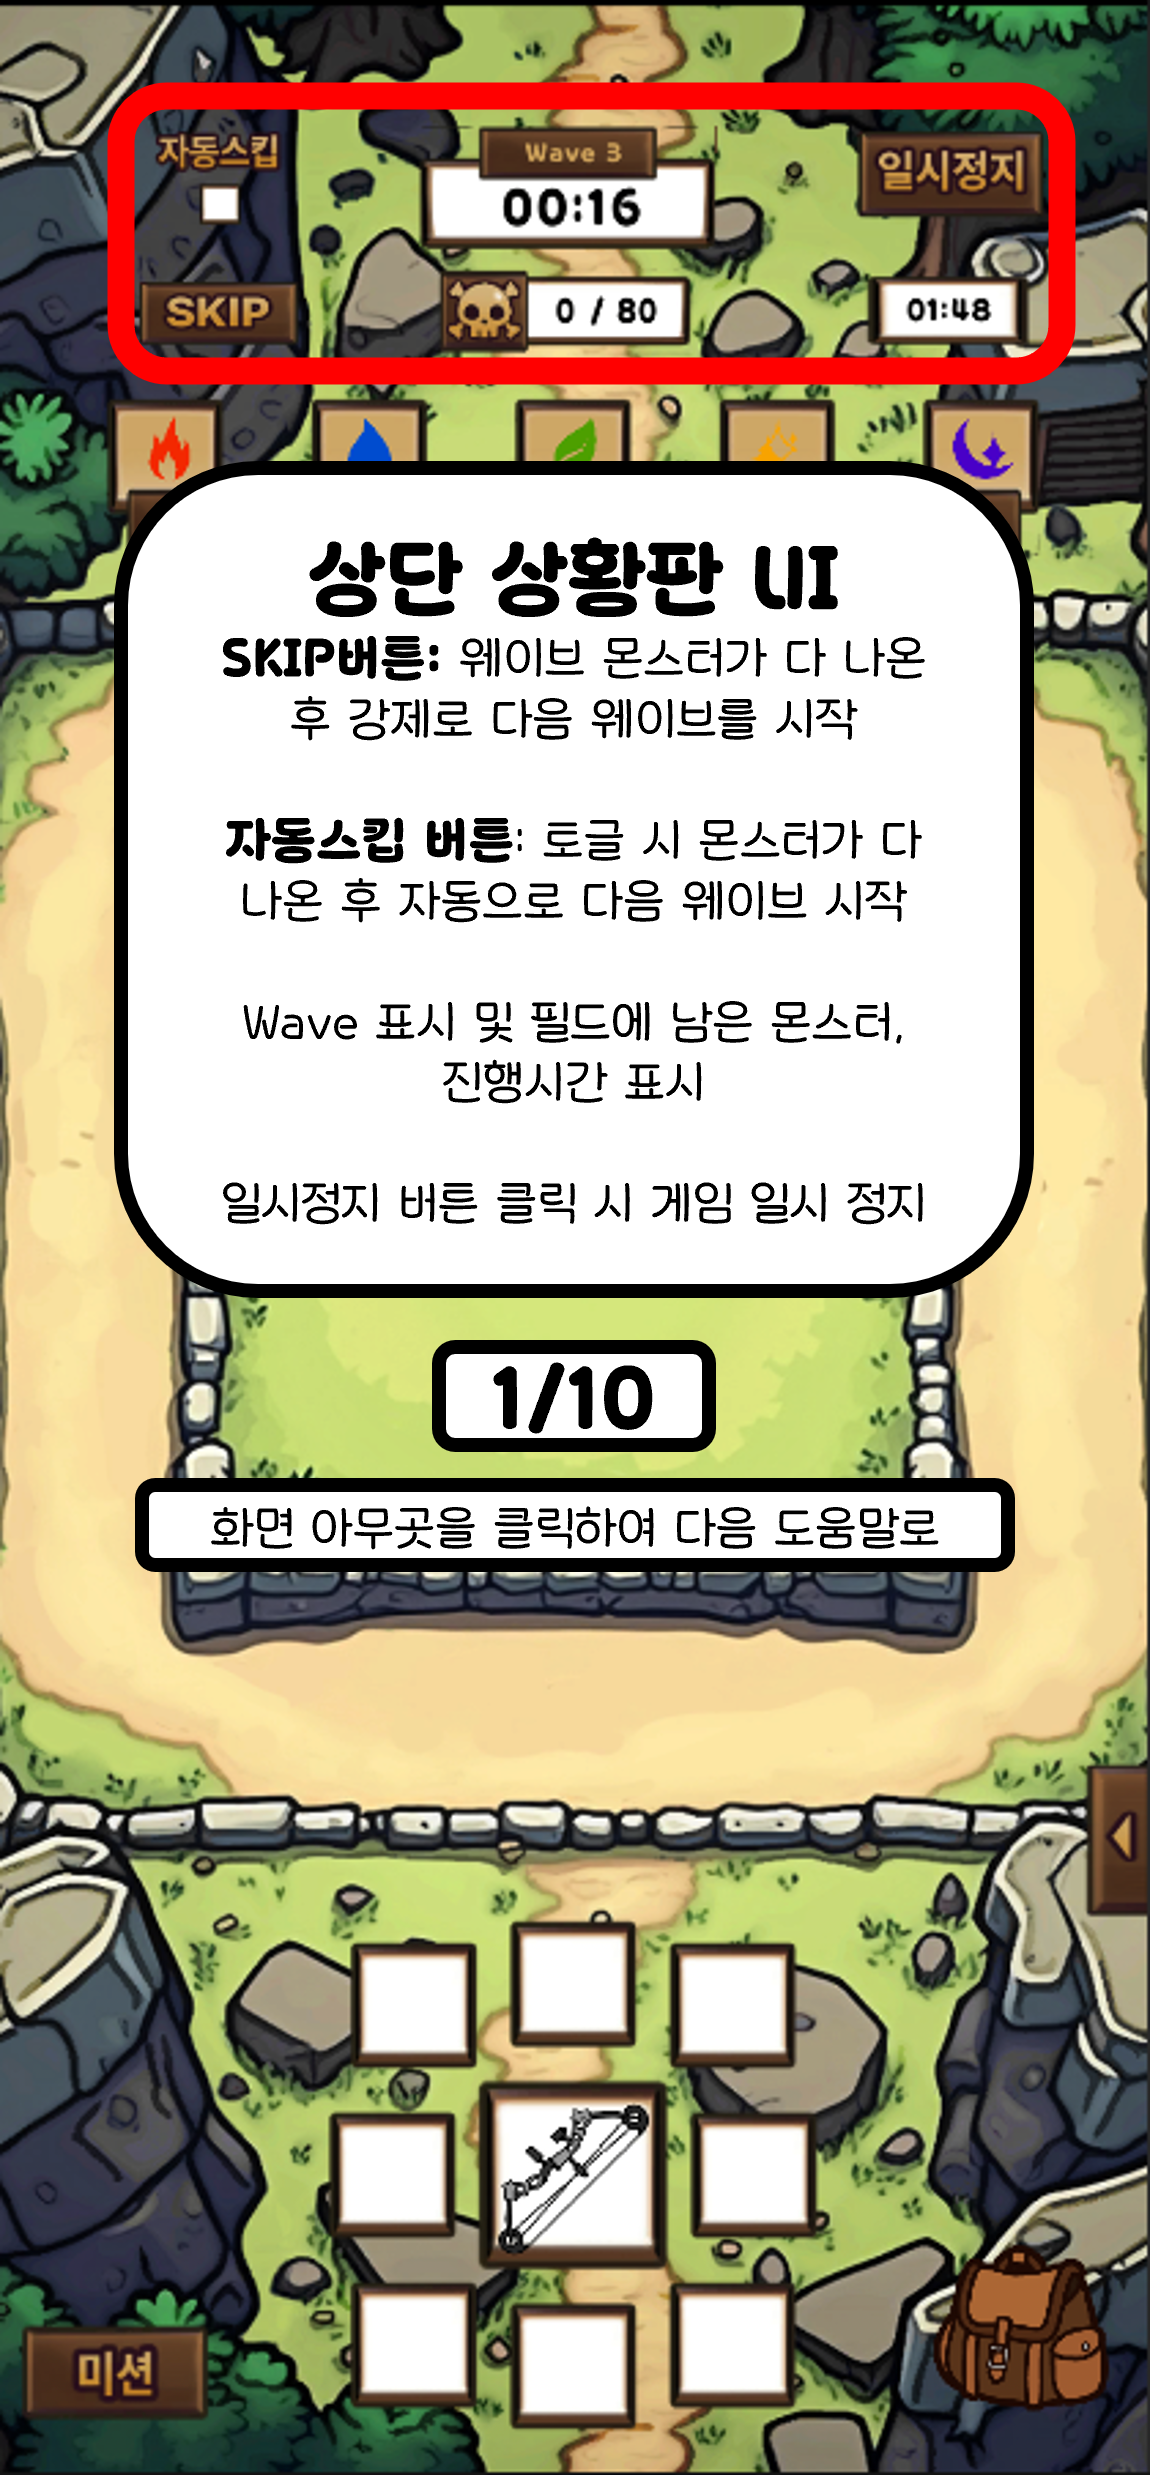 자동스킵
Wave 3
일시정지
00:16
SKIP
0 / 80
01:48
상단 상황판 UI
SKIP버튼: 웨이브 몬스터가 다 나온
후 강제로 다음 웨이브를 시작
자동스킵 버튼: 토글 시 몬스터가 다
나온 후 자동으로 다음 웨이브 시작
Wave 표시 및 필드에 남은 몬스터,
진행시간 표시
일시정지 버튼 클릭 시 게임 일시 정지
1/10
화면 아무곳을 클릭하여 다음 도움말로
미션